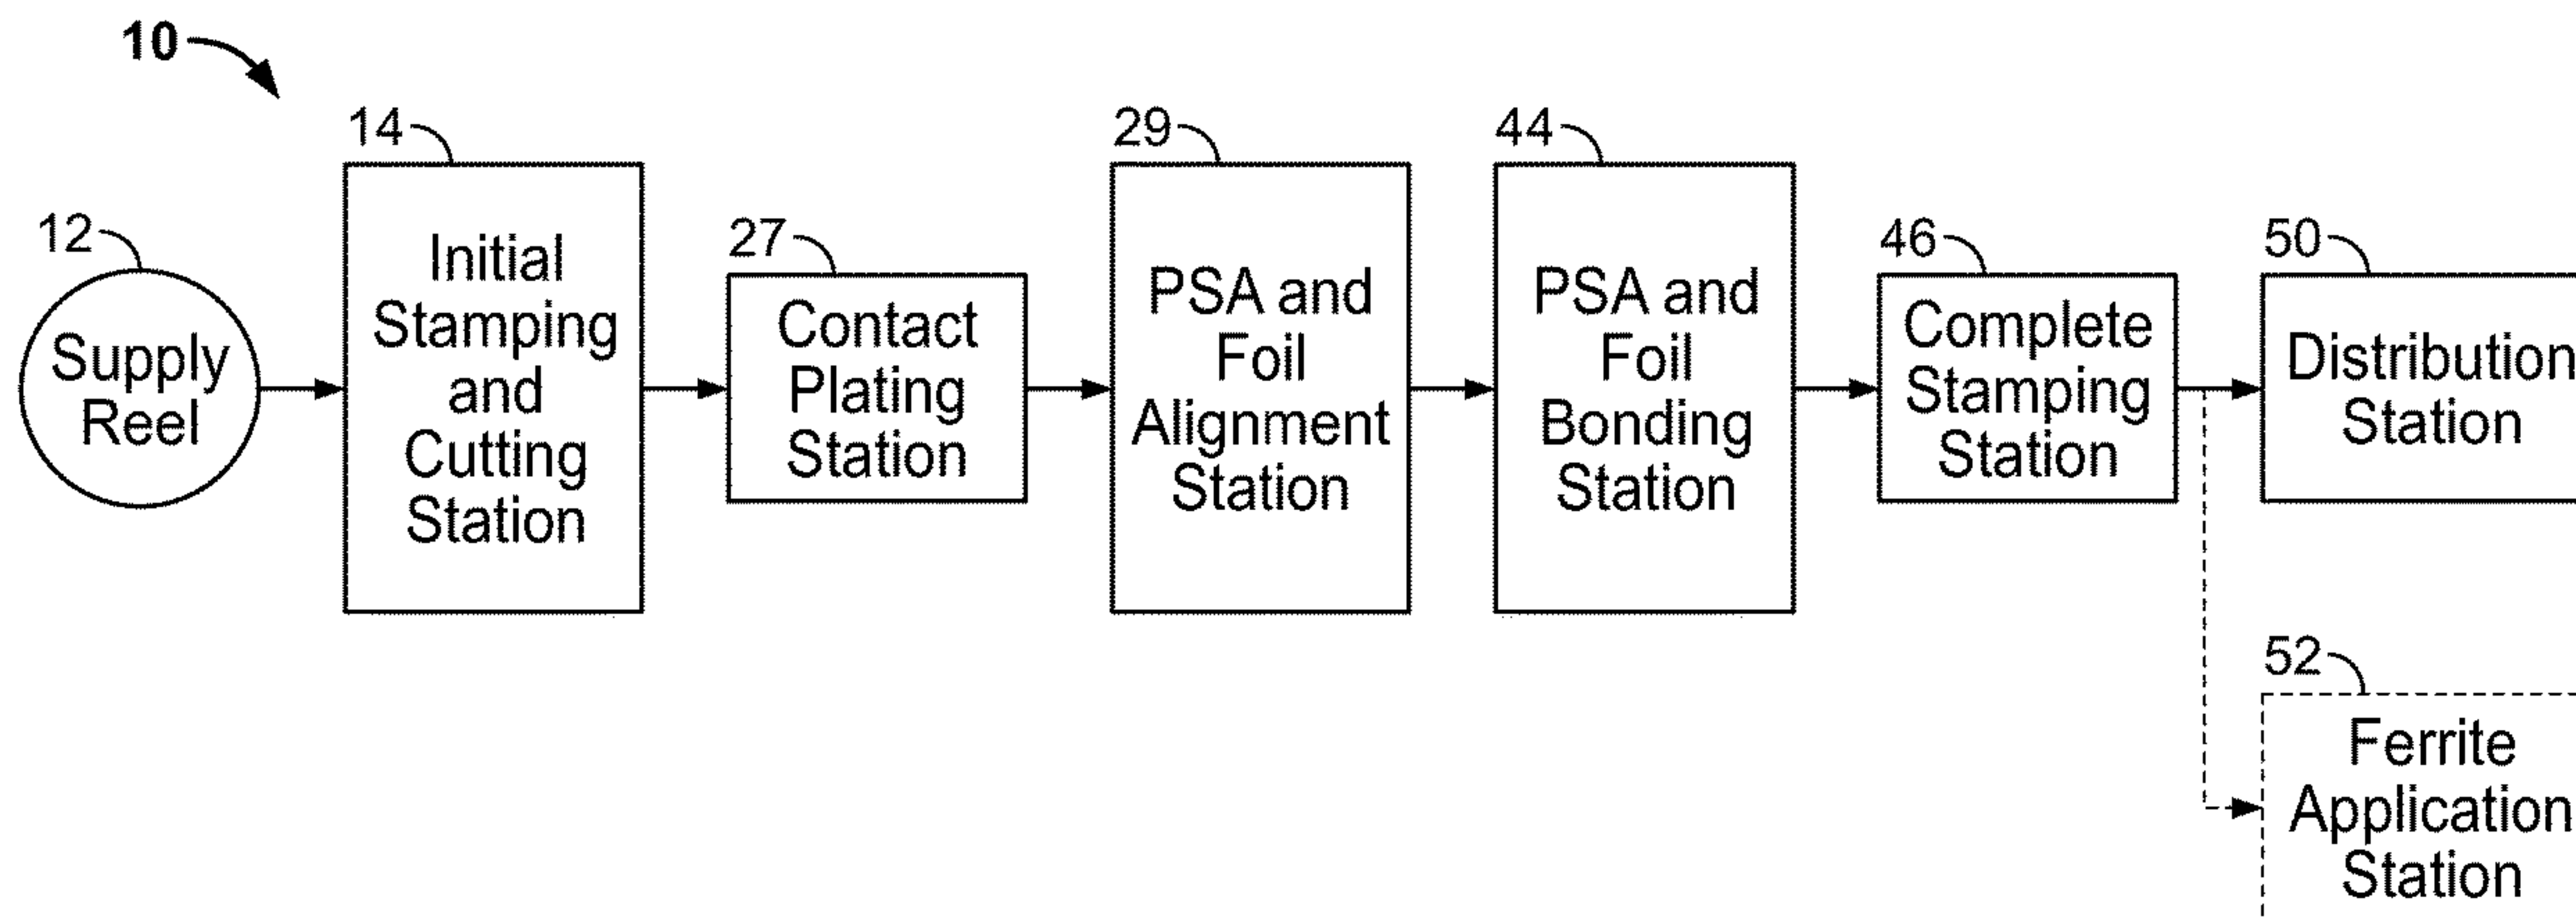 10
12
Supply
Reel
14
Initial
Stamping
and
Cutting
Station
27
Contact
Plating
Station
29
PSA and
Foil
Alignment
Station
44
PSA and
Foil
Bonding
Station
46
Complete
Stamping
Station
50
Distribution
Station
52
Ferrite
Application
Station